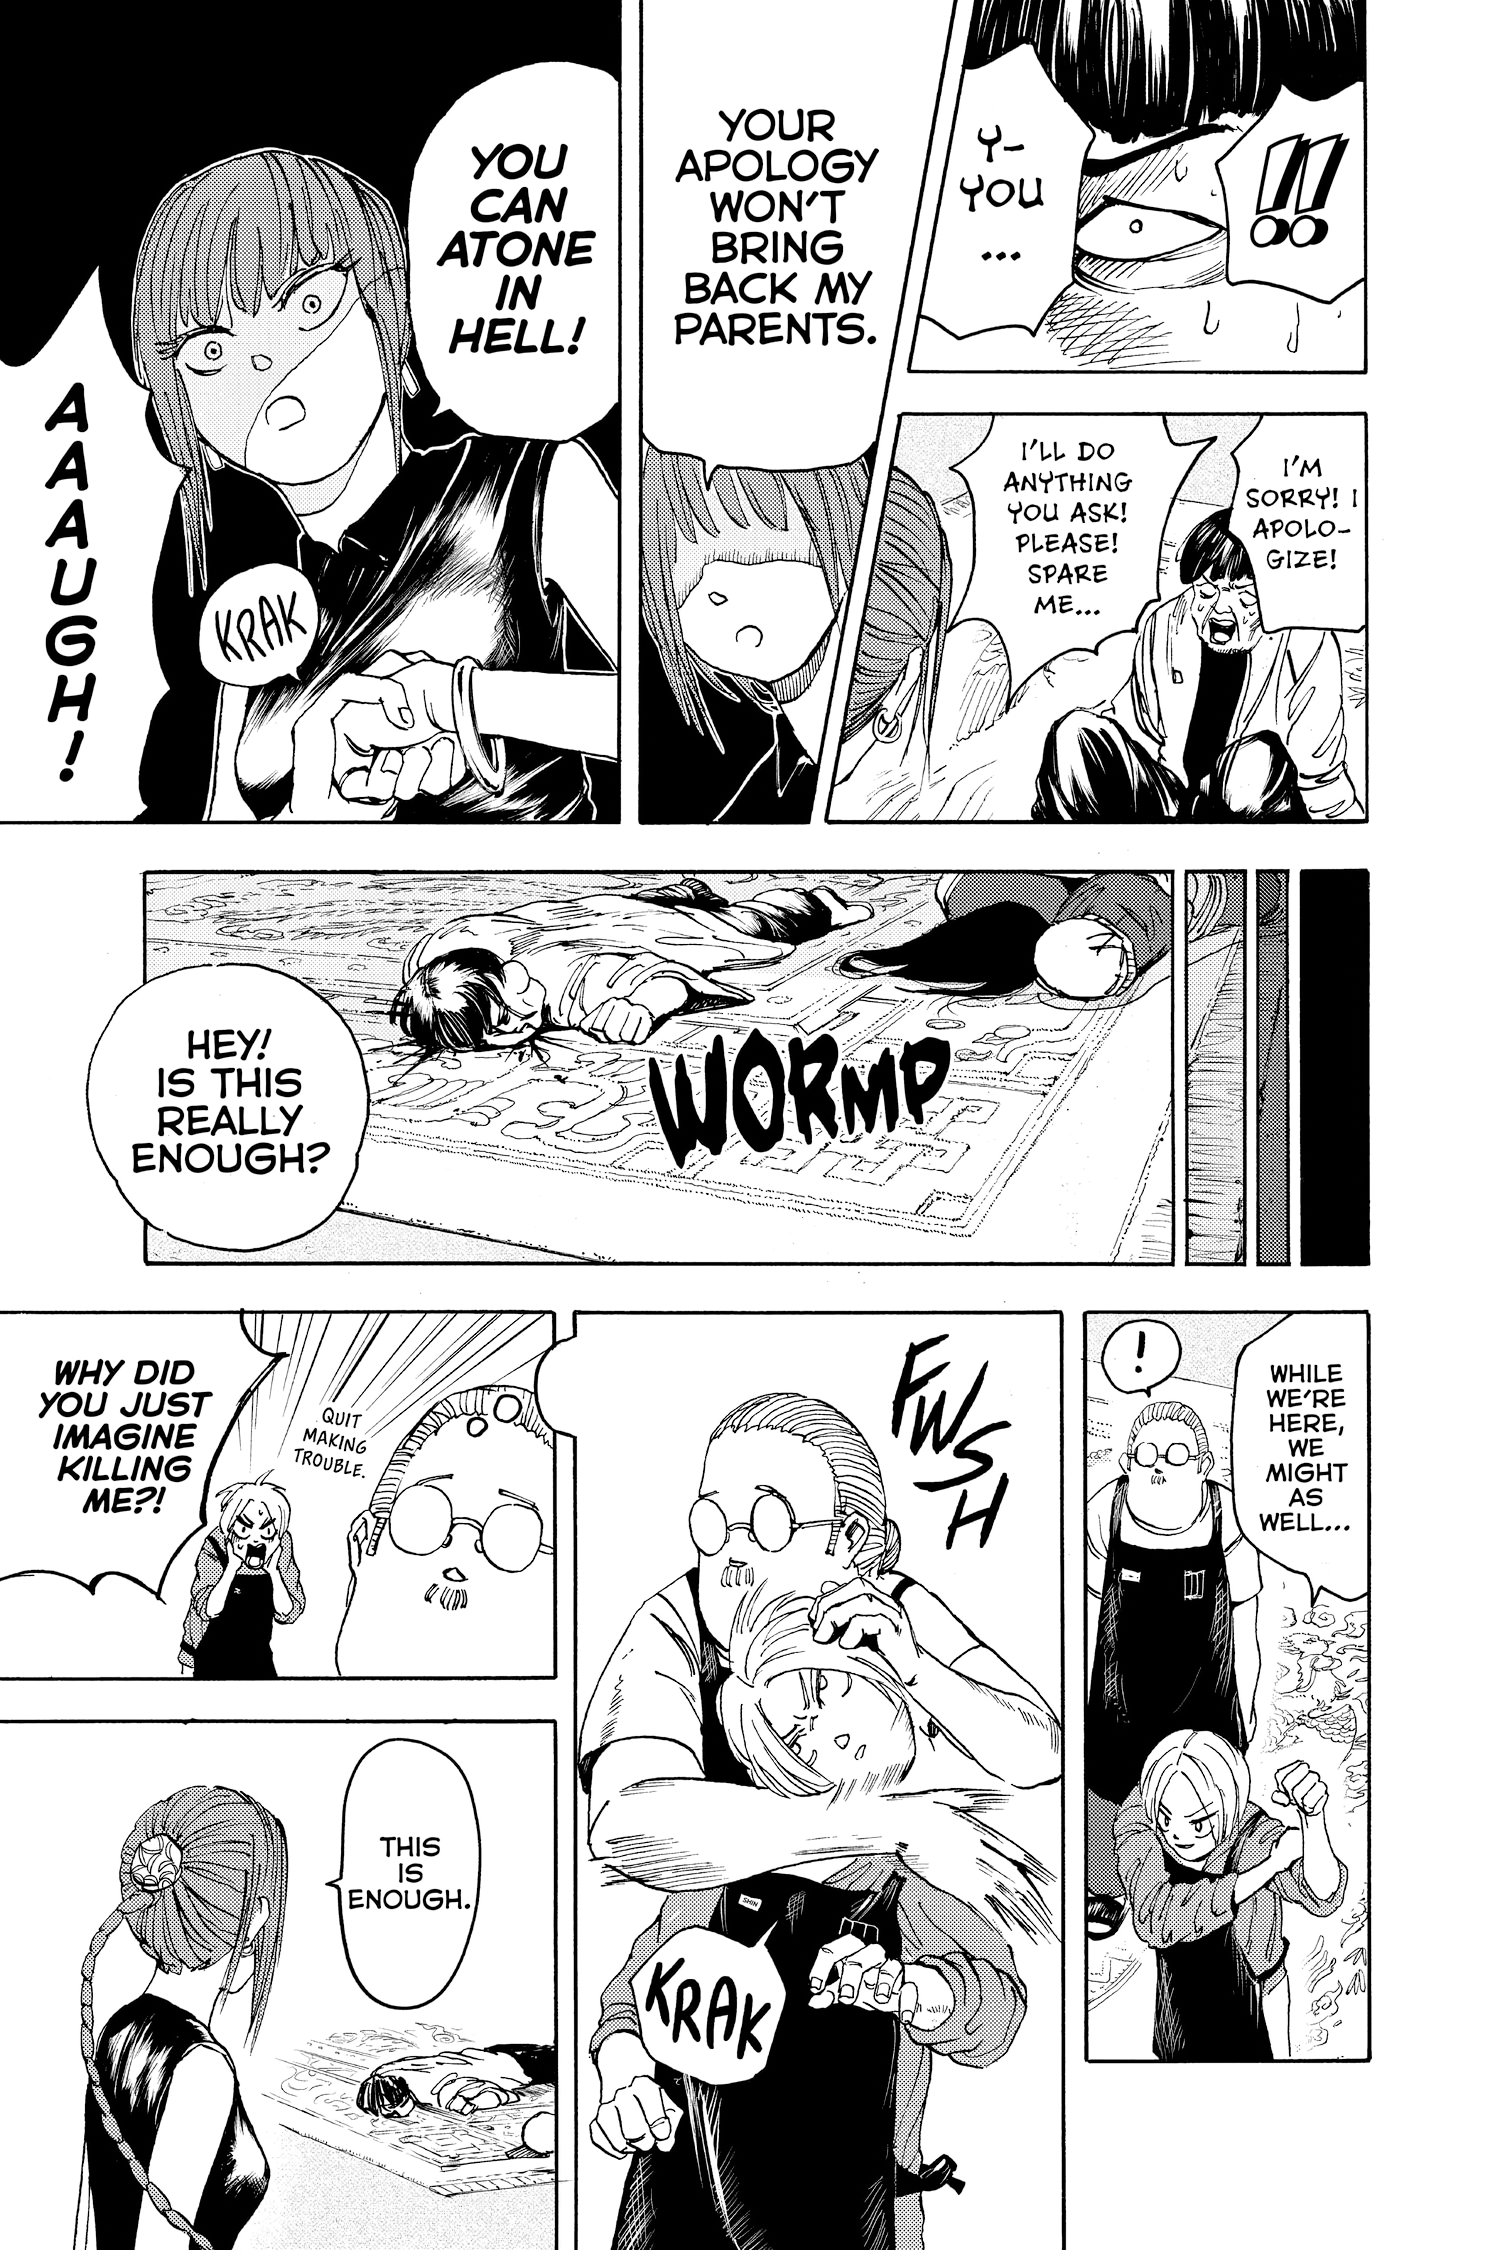 !!
Y-
YOU
...
I'M
SORRY! I
APOLO-
GIZE!
I'LL DO
ANYTHING
YOU ASK!
PLEASE!
SPARE
ME...
YOUR
APOLOGY
WON'T
BRING
BACK MY
PARENTS.
YOU
CAN
ATONE
IN
HELL!
KRAK
AAAUGH!
WORMP
HEY!
IS THIS
REALLY
ENOUGH?
WHILE
WE'RE
HERE,
WE
MIGHT
AS
WELL...
!
FWSH
SHIN
KRAK
QUIT
MAKING
TROUBLE.
WHY DID
YOU JUST
IMAGINE
KILLING
ME?!
THIS
IS
ENOUGH.